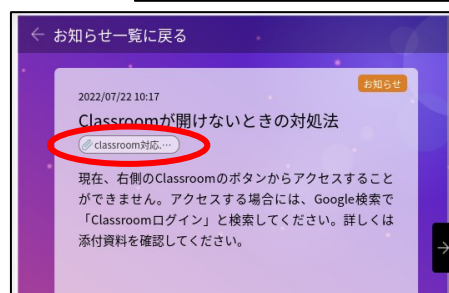 ← お知らせ一覧に戻る
お知らせ
2022/07/22 10:17
Classroomが開けないときの対処法
classroom対応.…
現在、右側のClassroomのボタンからアクセスすること
ができません。アクセスする場合には、Google検索で
「Classroomログイン」と検索してください。詳しくは
添付資料を確認してください。
→